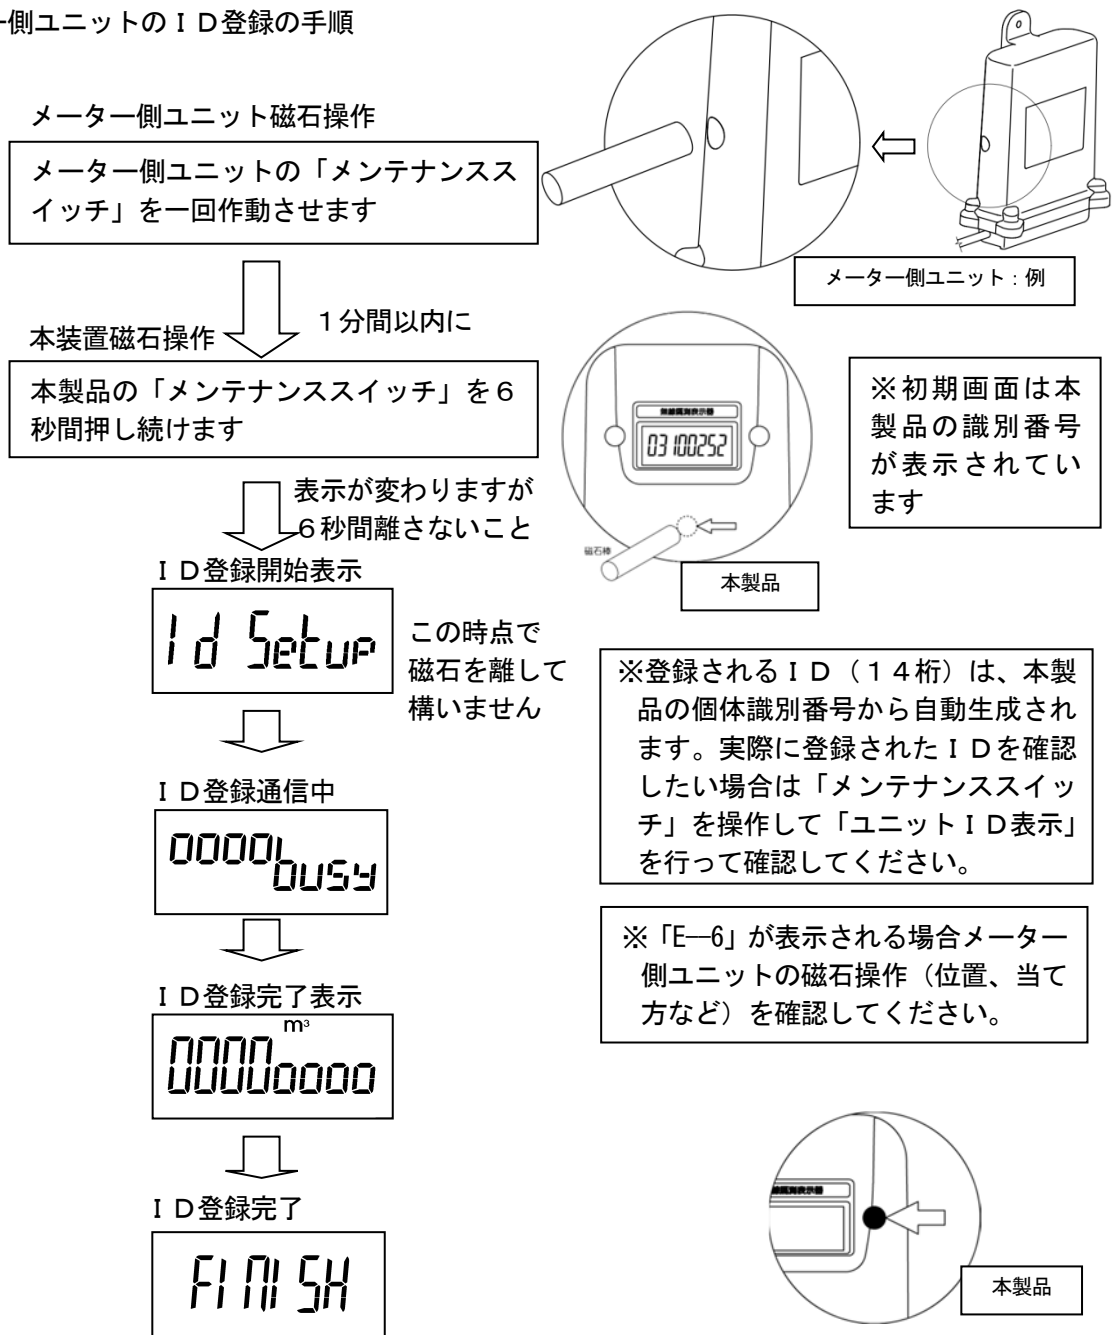 ー側ユニットのＩＤ登録の手順
メーター側ユニット磁石操作
メーター側ユニットの「メンテナンスス
イッチ」を一回作動させます
メーター側ユニット：例
１分間以内に
本装置磁石操作
本製品の「メンテナンススイッチ」を６
秒間押し続けます
無線隔測表示器
03100252
磁石棒
本製品
※初期画面は本
製品の識別番号
が表示されてい
ます
表示が変わりますが
６秒間離さないこと
ＩＤ登録開始表示
Id Setup
この時点で
磁石を離して
構いません
※登録されるＩＤ（１４桁）は、本製
品の個体識別番号から自動生成され
ます。実際に登録されたＩＤを確認
したい場合は「メンテナンススイッ
チ」を操作して「ユニットＩＤ表示」
を行って確認してください。
ＩＤ登録通信中
0000busy
※「E--6」が表示される場合メーター
側ユニットの磁石操作（位置、当て
方など）を確認してください。
ＩＤ登録完了表示
m³
00000000
ＩＤ登録完了
FINISH
線隔測表示器
本製品